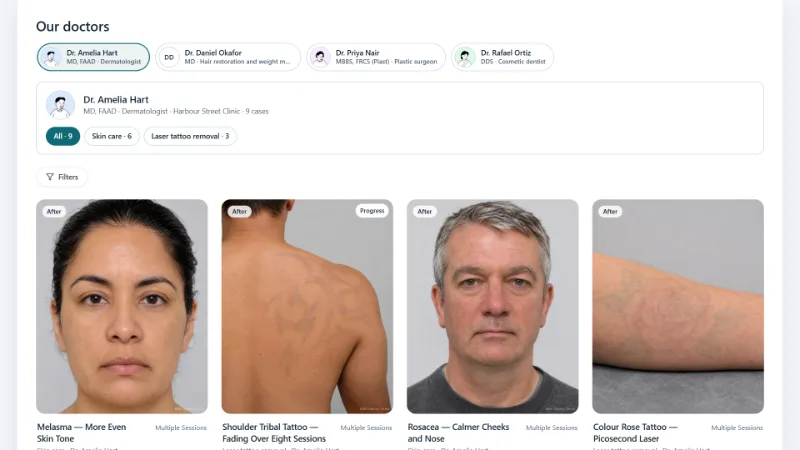 Our doctors
Dr. Amelia Hart
MD, FAAD · Dermatologist
DD
Dr. Daniel Okafor
MD · Hair restoration and weight m...
Dr. Priya Nair
MBBS, FRCS (Plast) · Plastic surgeon
Dr. Rafael Ortiz
DDS · Cosmetic dentist
Dr. Amelia Hart
MD, FAAD · Dermatologist · Harbour Street Clinic · 9 cases
All · 9
Skin care · 6
Laser tattoo removal · 3
Filters
After
After
Progress
After
After
Melasma — More Even
Skin Tone
Multiple Sessions
Shoulder Tribal Tattoo —
Fading Over Eight Sessions
Multiple Sessions
Rosacea — Calmer Cheeks
and Nose
Multiple Sessions
Colour Rose Tattoo —
Picosecond Laser
Multiple Sessions